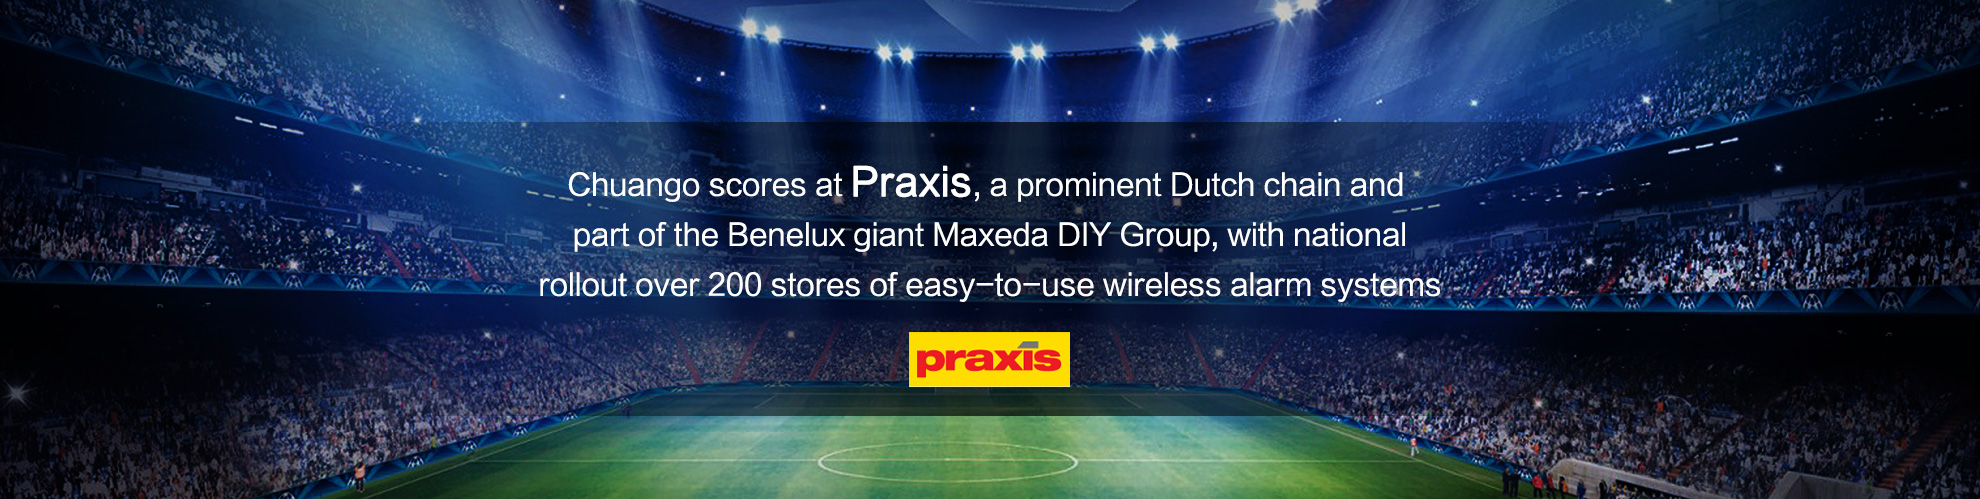 Chuango scores at Praxis, a prominent Dutch chain and
part of the Benelux giant Maxeda DIY Group, with national
rollout over 200 stores of easy-to-use wireless alarm systems
praxis